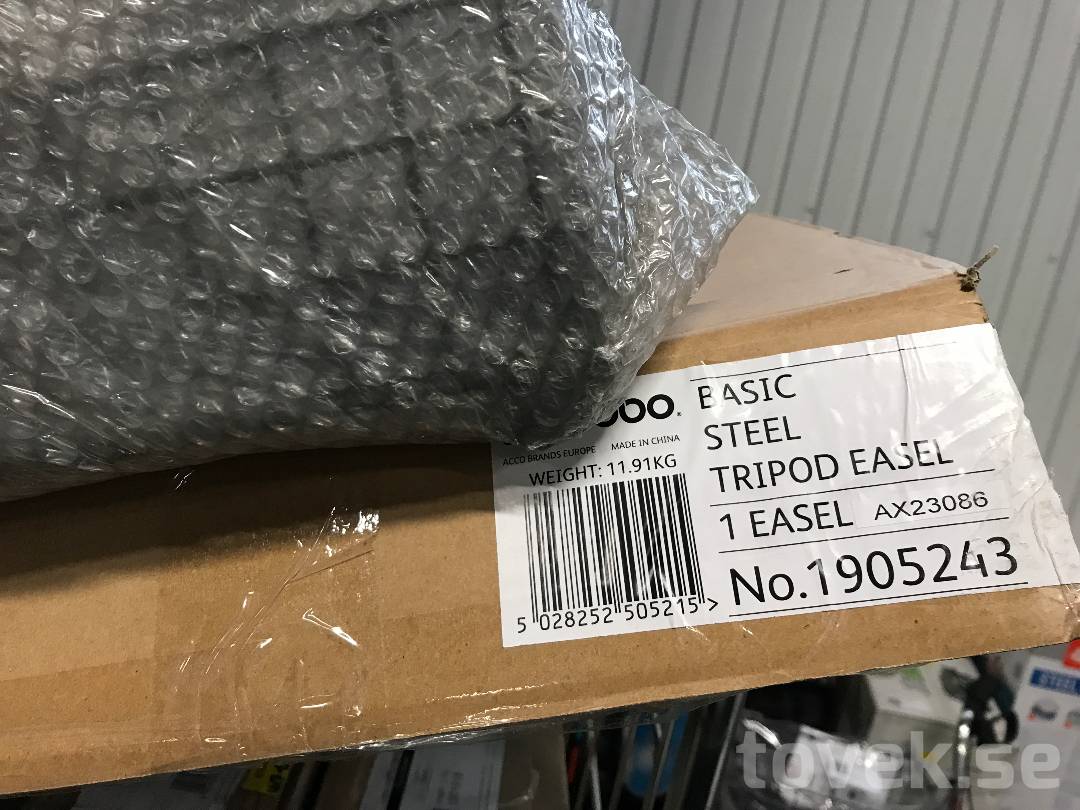 ACCO BRANDS EUROPE MADE IN CHINA
WEIGHT: 11.91KG
5 028252 505215 >
BASIC
STEEL
TRIPOD EASEL
1 EASEL AX23086
No.1905243
STEEL
tovek.se